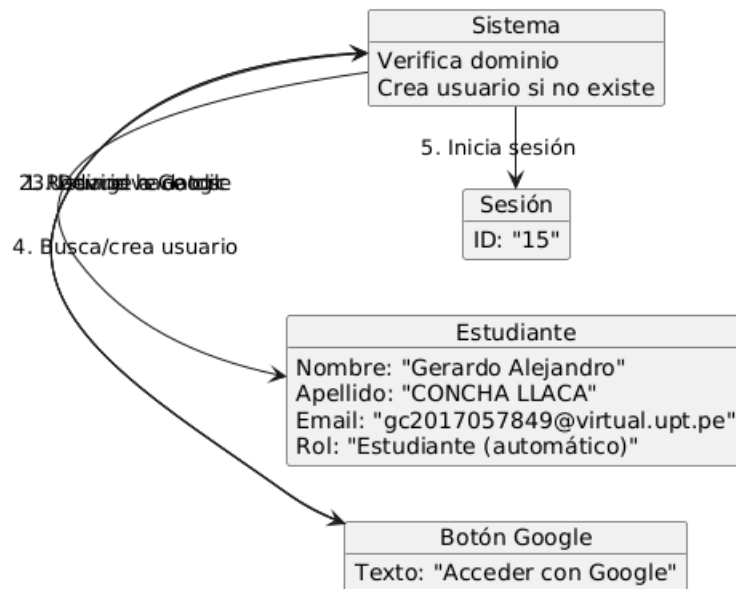 Sistema
Verifica dominio
Crea usuario si no existe
5. Inicia sesión
Sesión
ID: "15"
4. Busca/crea usuario
Estudiante
Nombre: "Gerardo Alejandro"
Apellido: "CONCHA LLACA"
Email: "gc2017057849@virtual.upt.pe"
Rol: "Estudiante (automático)"
Botón Google
Texto: "Acceder con Google"